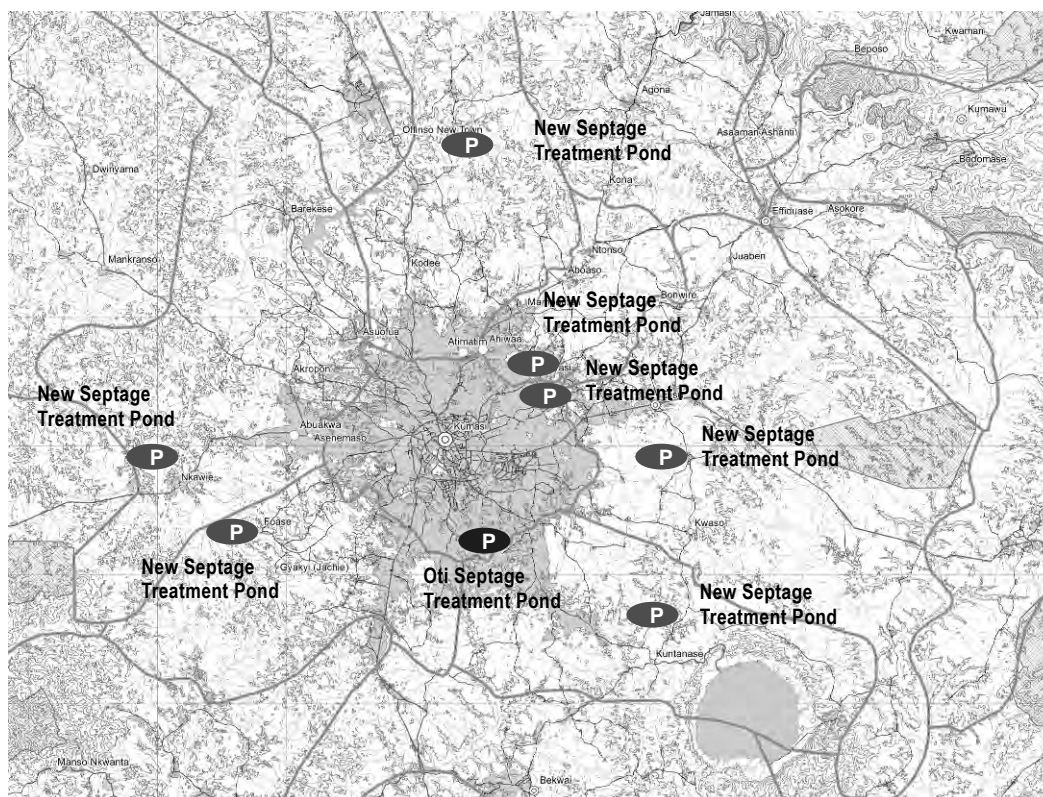 Jamasi
Kwaman
Beposo
Agona
Kumawu
New Septage
Treatment Pond
Offinso New Town
P
Asaaman Ashanti
Bodomase
Dwinyama
Kona
Barekese
Effiduase
Asokore
Ntonso
Mankranso
Kodee
Aboaso
Juaben
New Septage
Treatment Pond
Bonwire
Asuofua
Atimatim
Ahiwaa
P
Akropon
New Septage
Treatment Pond
P
New Septage
Treatment Pond
Abuakwa
Asenemaso
Kumasi
New Septage
Treatment Pond
P
P
Nkawie
Foase
P
Kwaso
P
New Septage
Treatment Pond
Gyakyi (Jachie)
Oti Septage
Treatment Pond
New Septage
Treatment Pond
P
Kuntanase
Manso Nkwanta
Bekwai